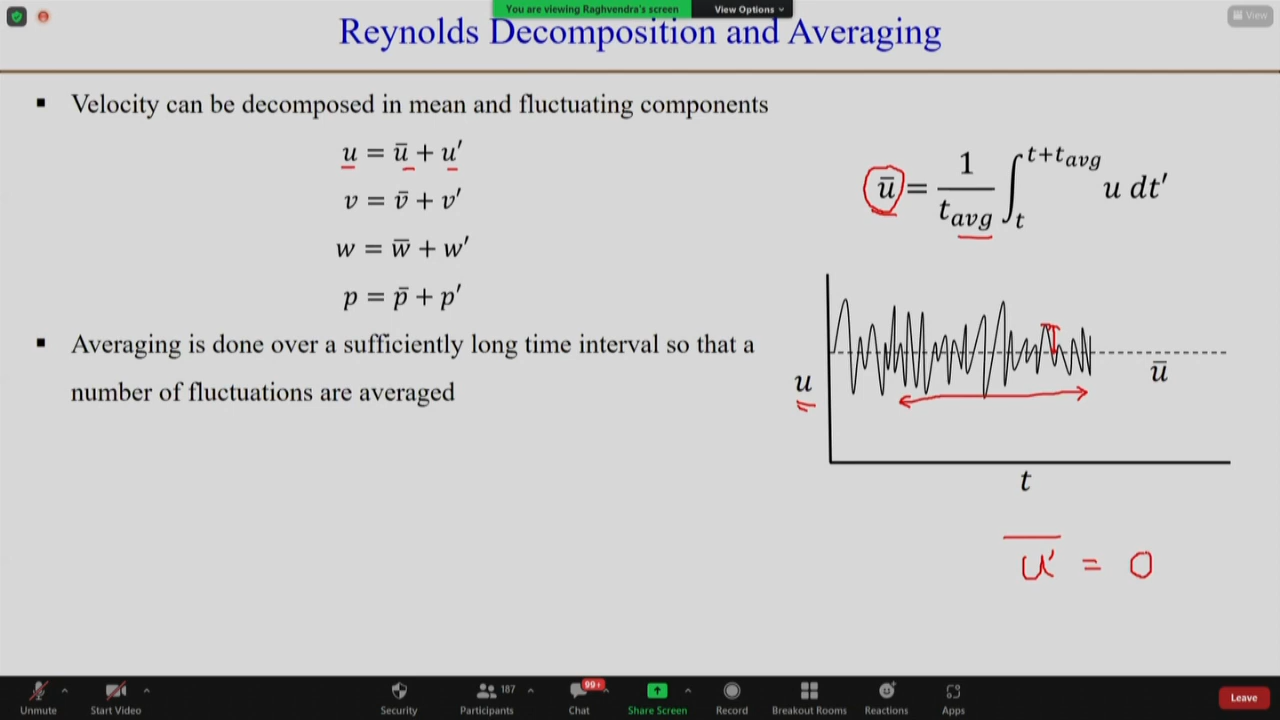 You are viewing Raghvendra's screen
View Options
View
Reynolds Decomposition and Averaging
▪ Velocity can be decomposed in mean and fluctuating components
u = ū + u′
v = v̄ + v′
w = w̄ + w′
p = p̄ + p′
ū = 1/t_avg ∫_t^{t+t_avg} u dt′
▪ Averaging is done over a sufficiently long time interval so that a
number of fluctuations are averaged
u
ū
t
u̅′ = 0
Unmute
Start Video
Security
187
Participants
99+
Chat
Share Screen
Record
Breakout Rooms
Reactions
Apps
Leave